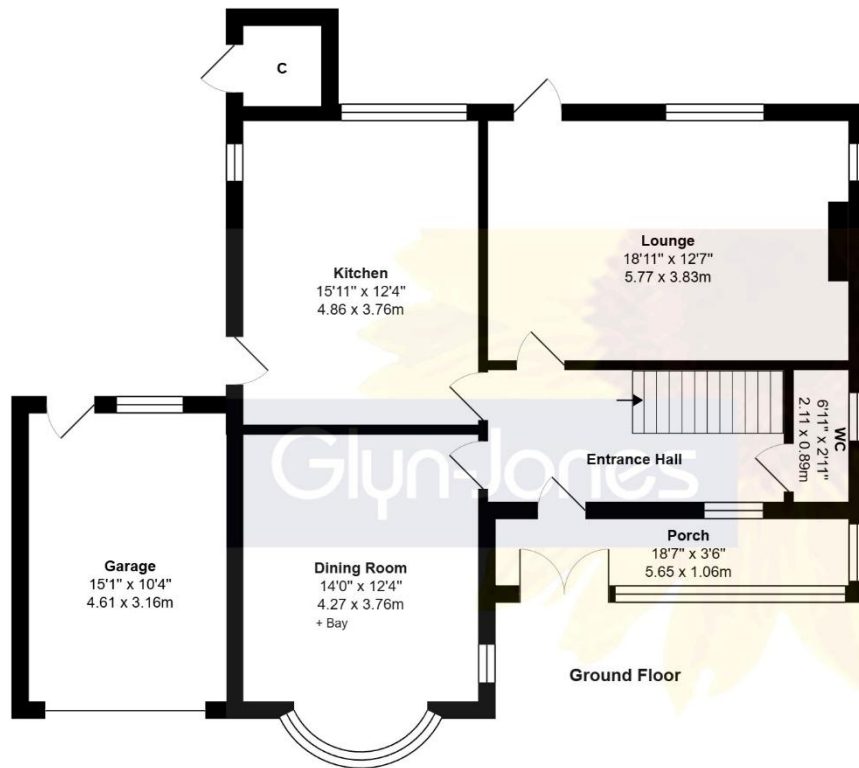 C
Kitchen
15'11" x 12'4"
4.86 x 3.76m
Lounge
18'11" x 12'7"
5.77 x 3.83m
WC
6'11" x 2'11"
2.11 x 0.89m
Entrance Hall
Glyn-Jones
Porch
18'7" x 3'6"
5.65 x 1.06m
Garage
15'1" x 10'4"
4.61 x 3.16m
Dining Room
14'0" x 12'4"
4.27 x 3.76m
+ Bay
Ground Floor